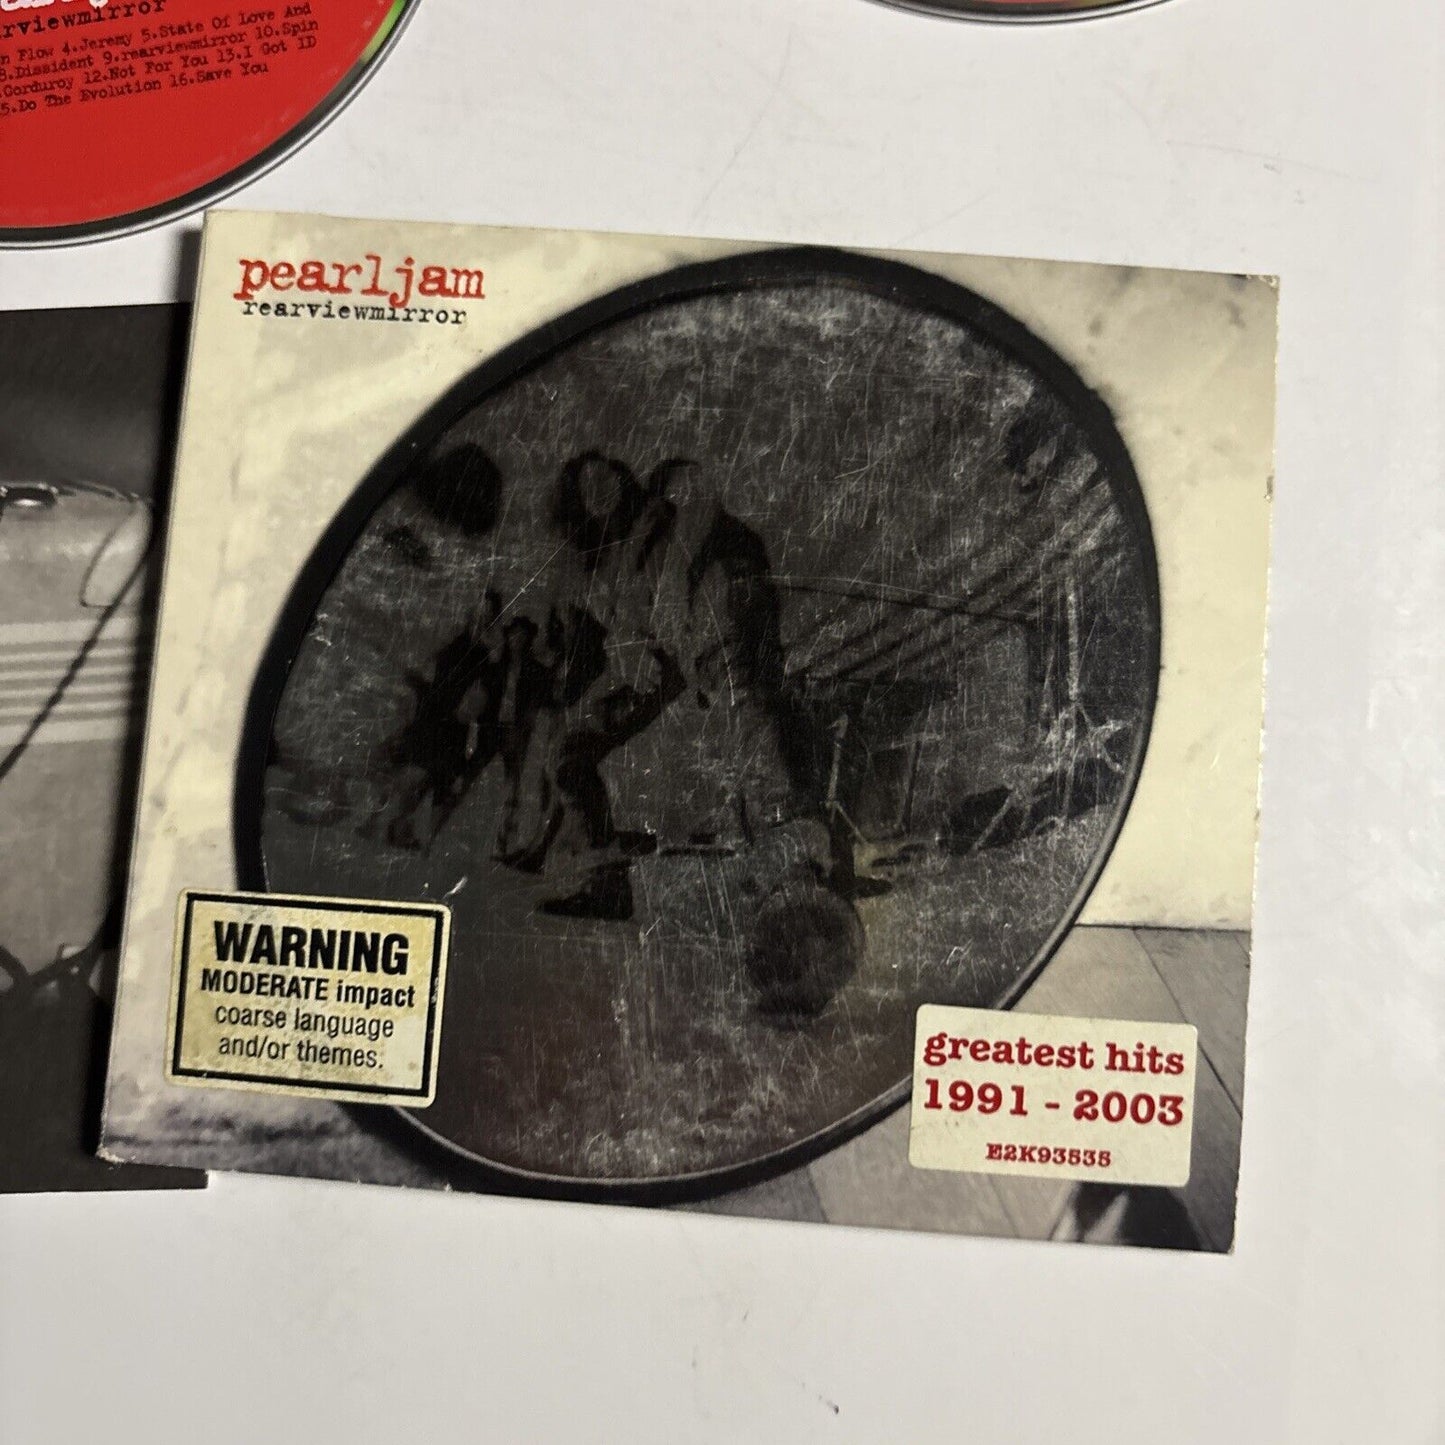 rviewmirror
n Flow 4.Jeremy 5.State Of Love And
8.Dissident 9.rearviewmirror 10.Spin
.Corduroy 12.Not For You 13.I Got ID
5.Do The Evolution 16.Save You
pearljam
rearviewmirror
WARNING
MODERATE impact
coarse language
and/or themes.
greatest hits
1991 - 2003
E2K93535